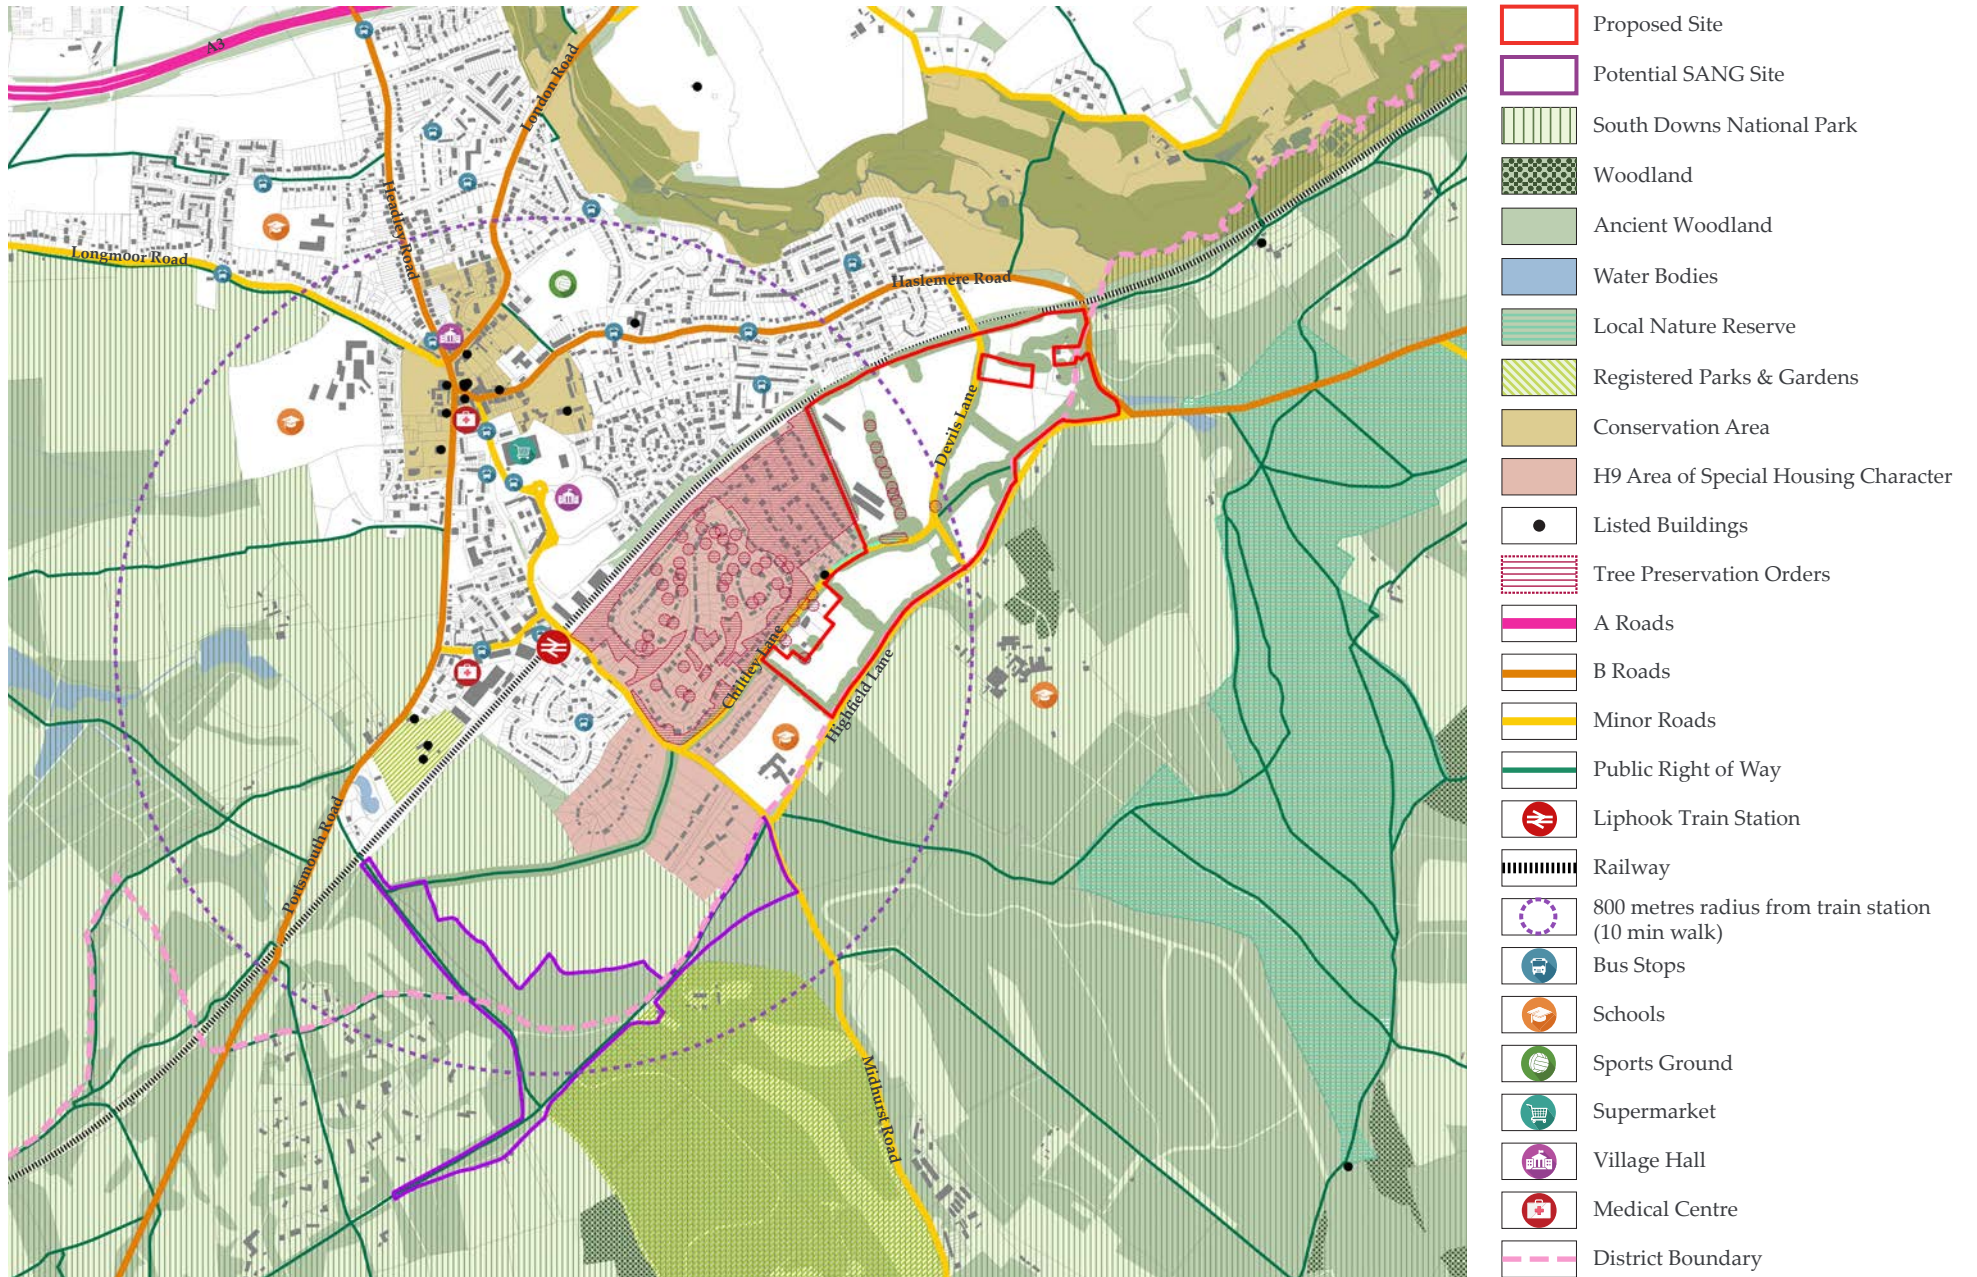 A3
London Road
Headley Road
Longmoor Road
Haslemere Road
Devils Lane
Chiltley Lane
Highfield Lane
Portsmouth Road
Midhurst Road
Proposed Site
Potential SANG Site
South Downs National Park
Woodland
Ancient Woodland
Water Bodies
Local Nature Reserve
Registered Parks & Gardens
Conservation Area
H9 Area of Special Housing Character
Listed Buildings
Tree Preservation Orders
A Roads
B Roads
Minor Roads
Public Right of Way
Liphook Train Station
Railway
800 metres radius from train station
(10 min walk)
Bus Stops
Schools
Sports Ground
Supermarket
Village Hall
Medical Centre
District Boundary